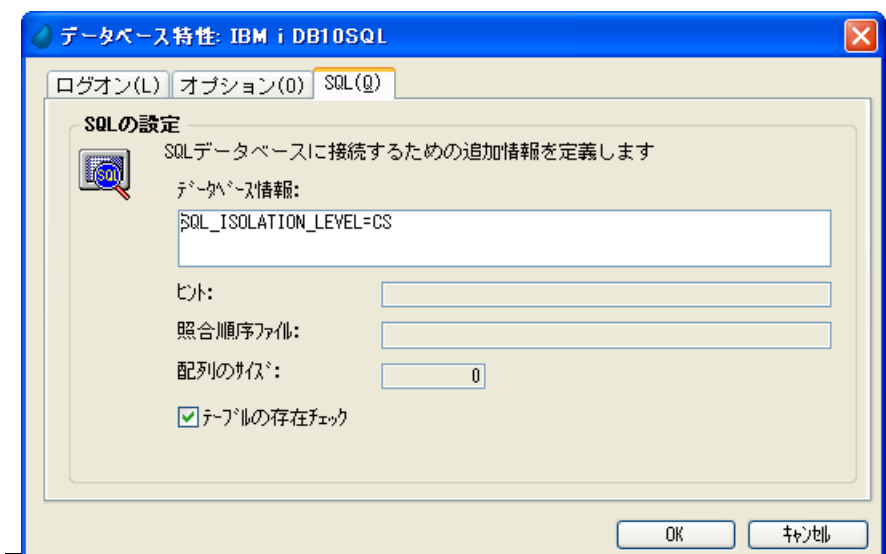 データベース特性: IBM i DB10SQL
ログオン(L) オプション(O) SQL(Q)
SQLの設定
SQL
SQLデータベースに接続するための追加情報を定義します
ﾃﾞｰﾀﾍﾞｰｽ情報:
SQL_ISOLATION_LEVEL=CS
ﾋﾝﾄ:
照合順序ﾌｧｲﾙ:
配列のｻｲｽﾞ: 0
ﾃｰﾌﾞﾙの存在ﾁｪｯｸ
OK ｷｬﾝｾﾙ